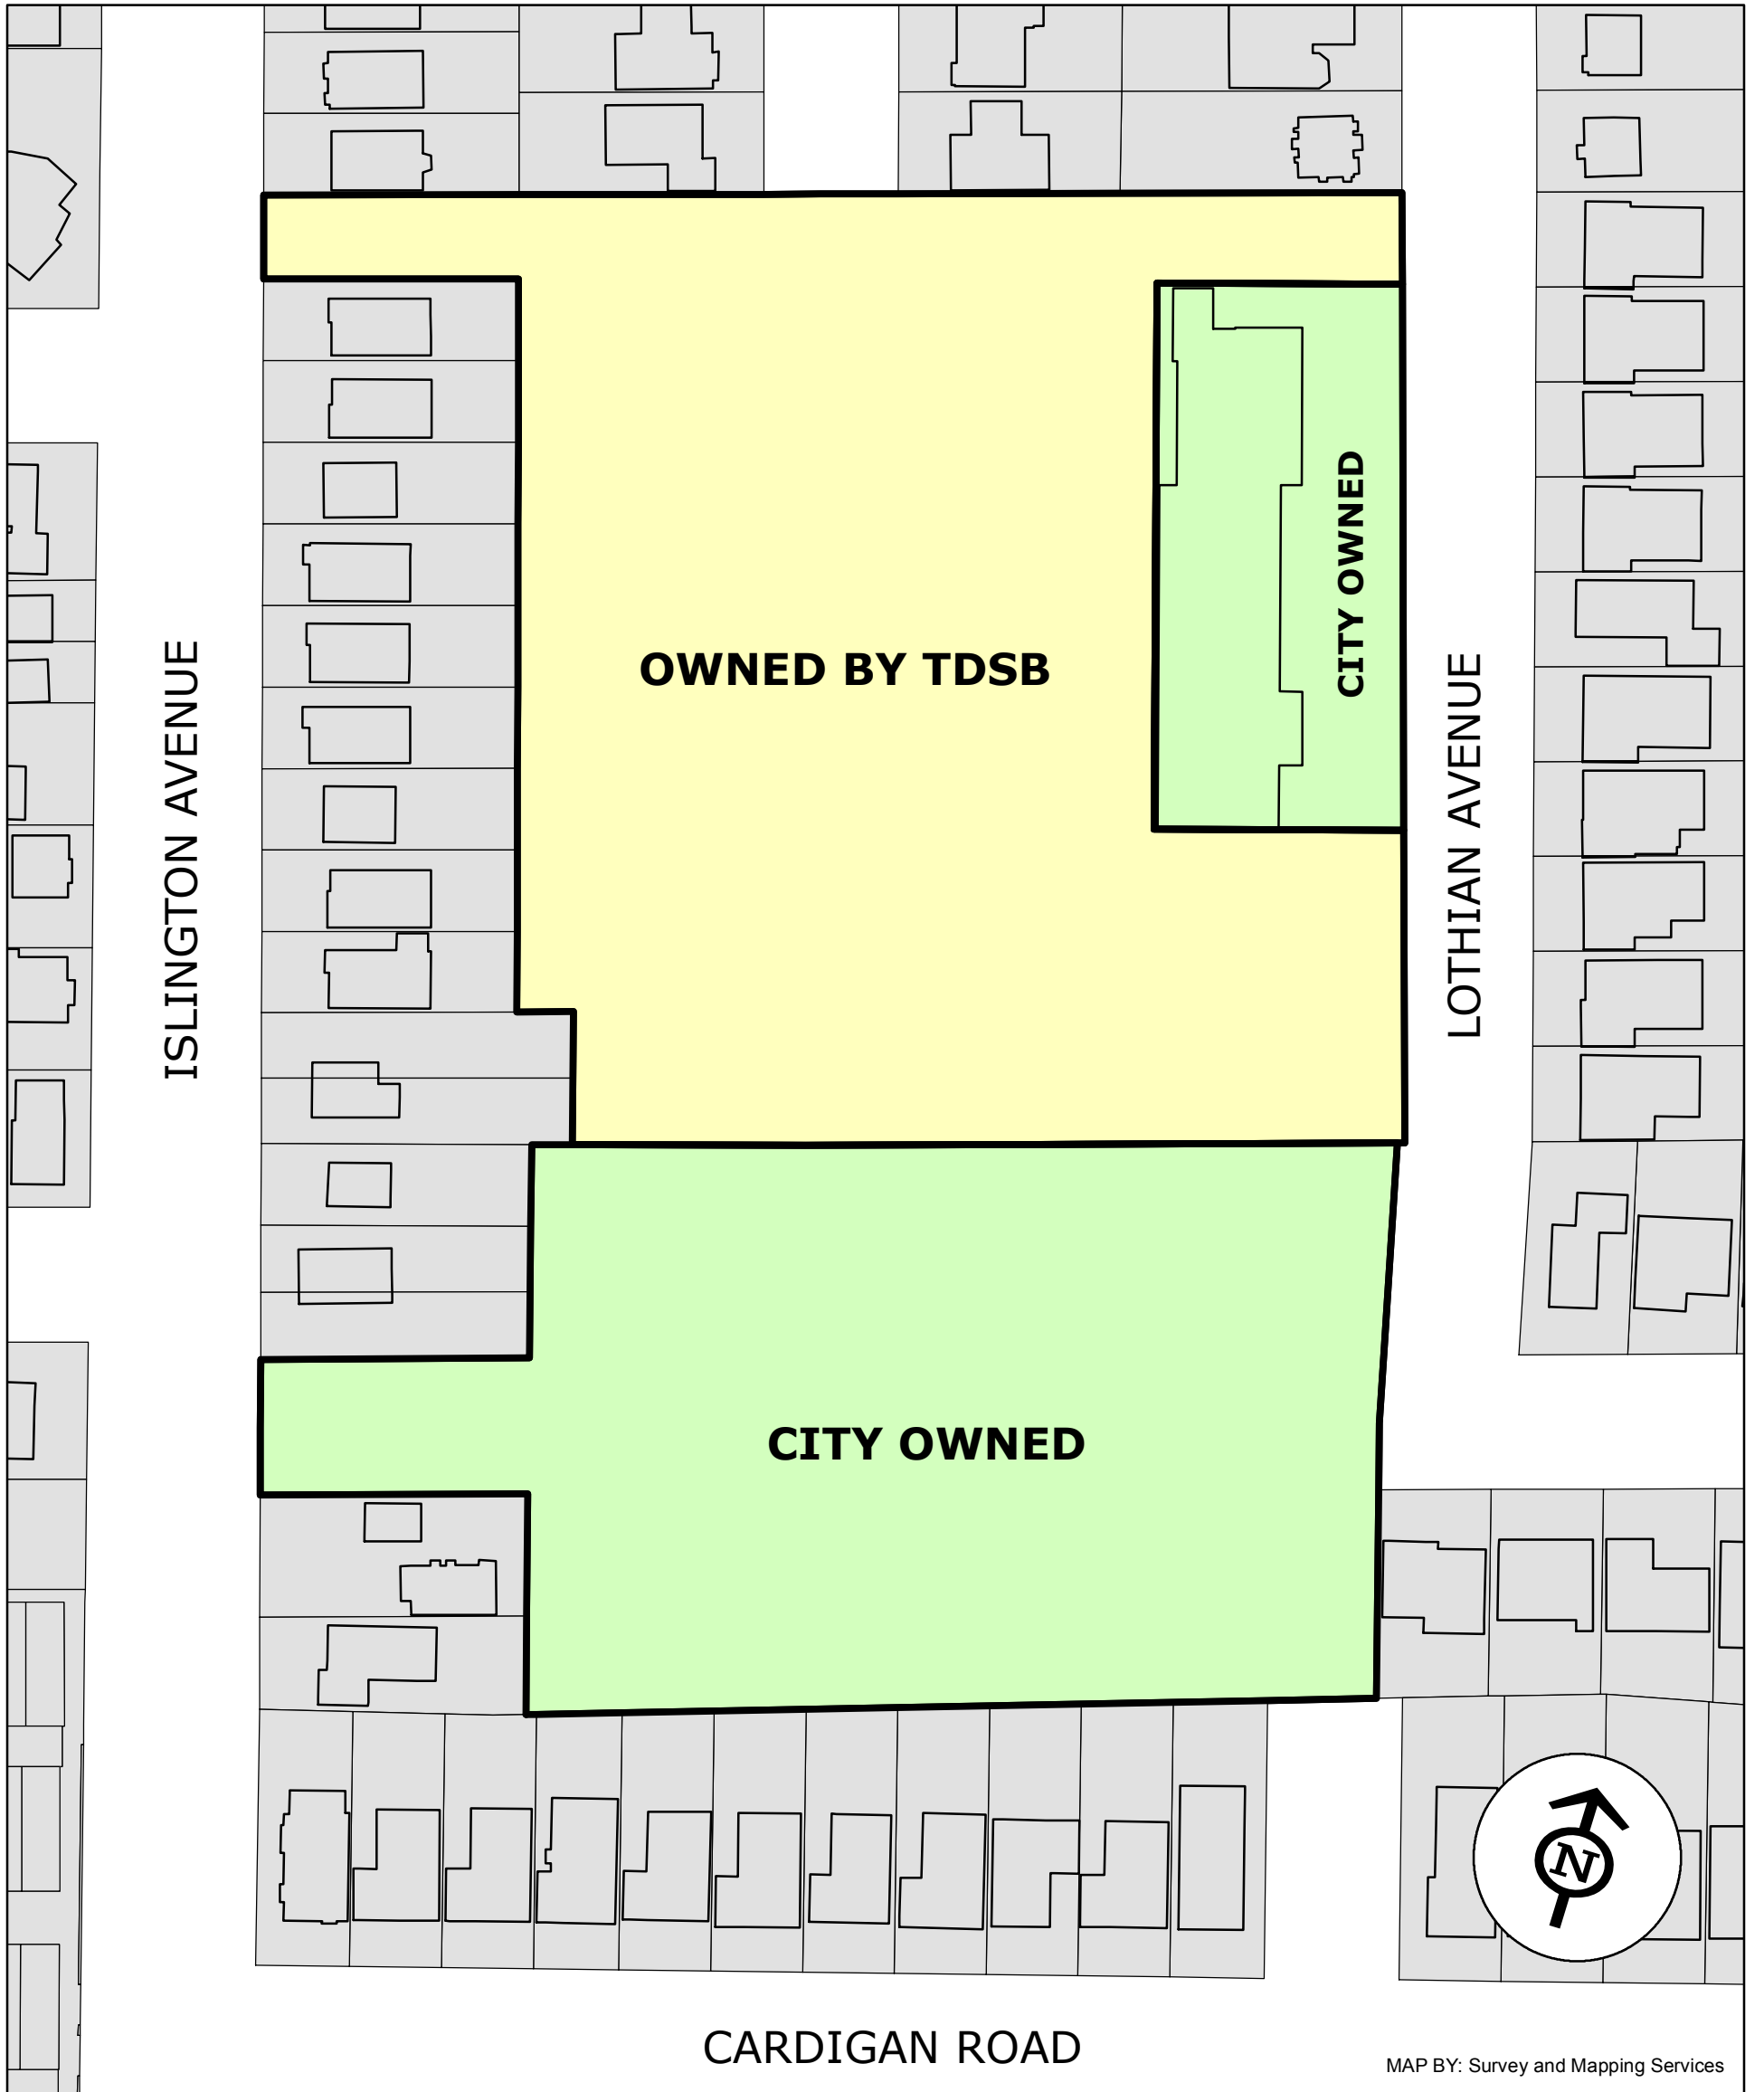 CITY OWNED
OWNED BY TDSB
ISLINGTON AVENUE
LOTHIAN AVENUE
CITY OWNED
N
CARDIGAN ROAD
MAP BY: Survey and Mapping Services